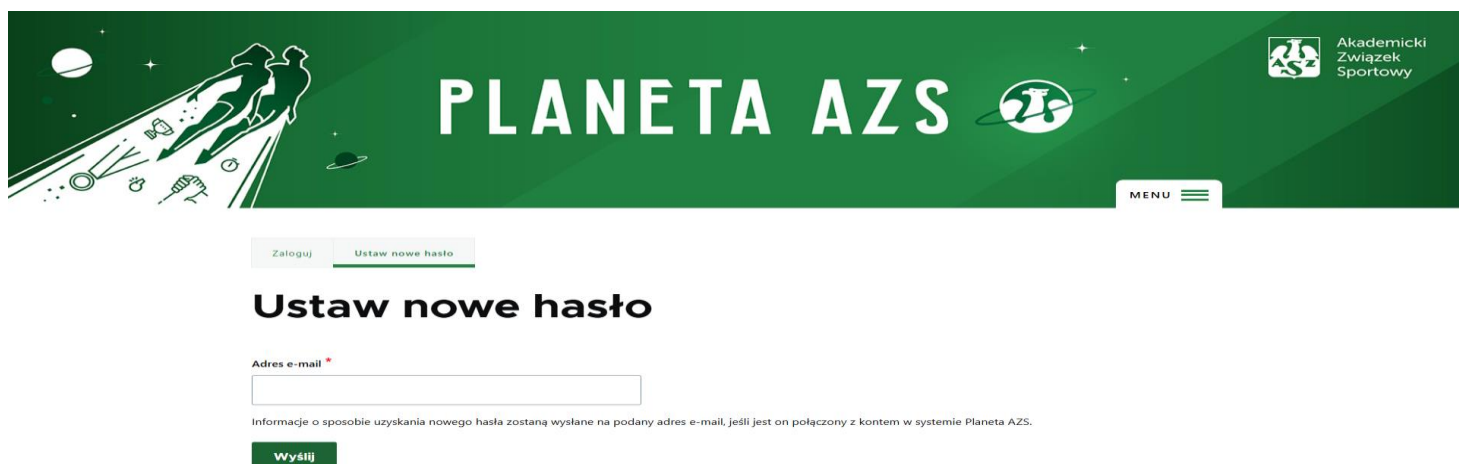 PLANETA AZS
AZS
Akademicki
Związek
Sportowy
MENU
Zaloguj
Ustaw nowe hasło
Ustaw nowe hasło
Adres e-mail *
Informacje o sposobie uzyskania nowego hasła zostaną wysłane na podany adres e-mail, jeśli jest on połączony z kontem w systemie Planeta AZS.
Wyślij